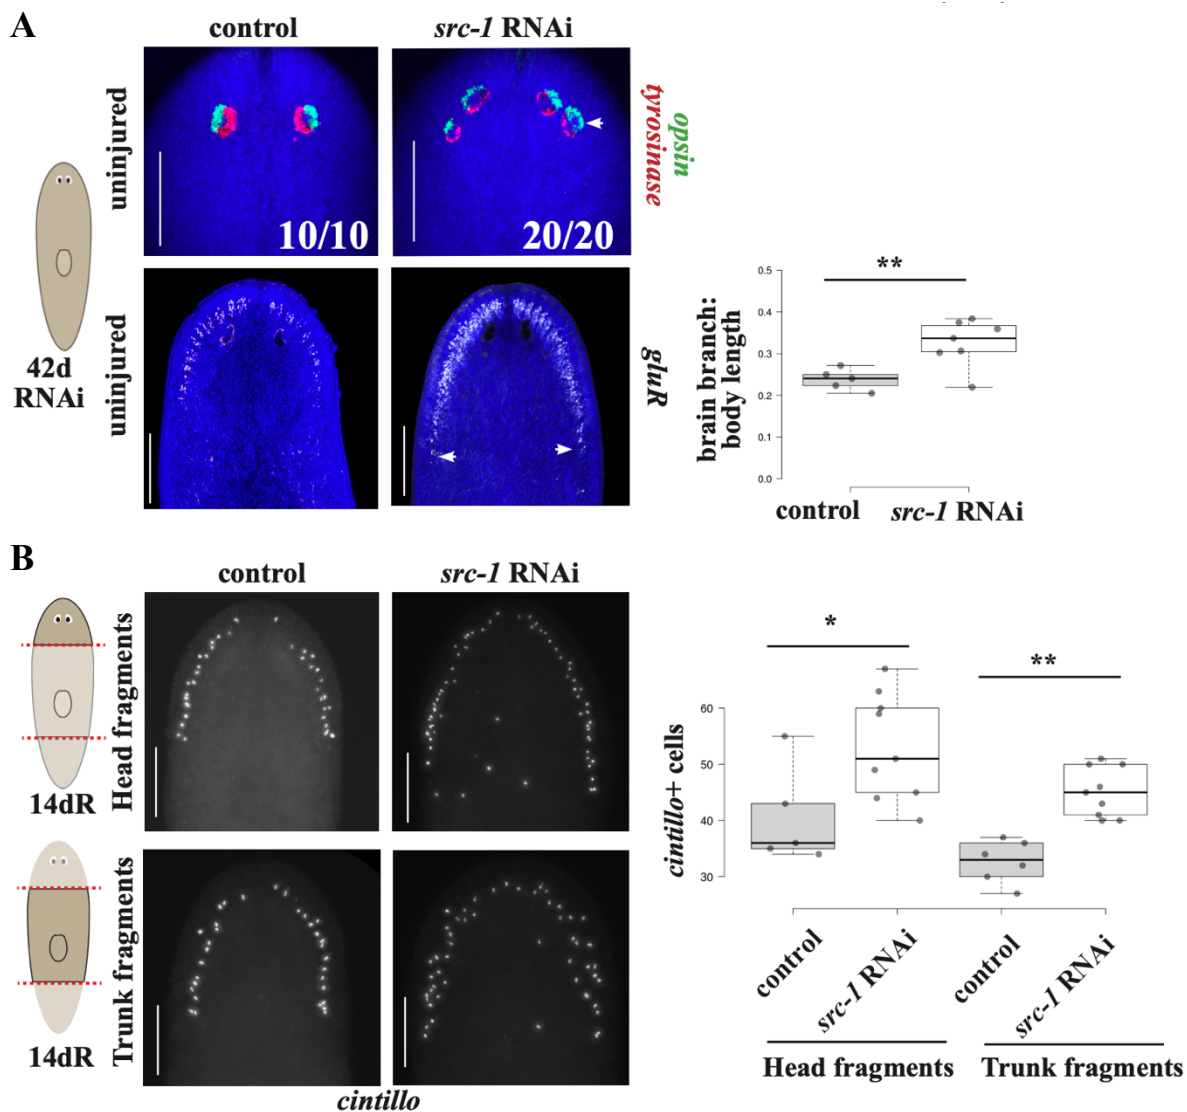 A
control
src-1 RNAi
uninjured
10/10
20/20
opsin
tyrosinase
42d
RNAi
uninjured
gluR
brain branch:
body length
0.5
0.4
0.3
0.2
0.1
0.0
**
control
src-1 RNAi
B
control
src-1 RNAi
Head fragments
14dR
Trunk fragments
14dR
cintillo
cintillo+ cells
60
50
40
30
*
**
control
src-1 RNAi
control
src-1 RNAi
Head fragments
Trunk fragments